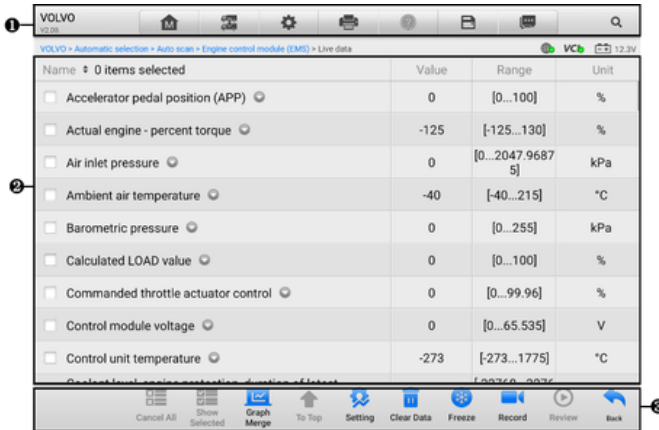 ❶
VOLVO
V2.09
VCI 12.3V
VOLVO > Automatic selection > Auto scan > Engine control module (EMS) > Live data
Name 0 items selected Value Range Unit
❷
Accelerator pedal position (APP) 0 [0...100] %
Actual engine - percent torque -125 [-125...130] %
Air inlet pressure 0 [0...2047.9687
5] kPa
Ambient air temperature -40 [-40...215] °C
Barometric pressure 0 [0...255] kPa
Calculated LOAD value 0 [0...100] %
Commanded throttle actuator control 0 [0...99.96] %
Control module voltage 0 [0...65.535] V
Control unit temperature -273 [-273...1775] °C
Cancel All
Show
Selected
Graph
Merge
To Top
Setting
Clear Data
Freeze
Record
Review
Back